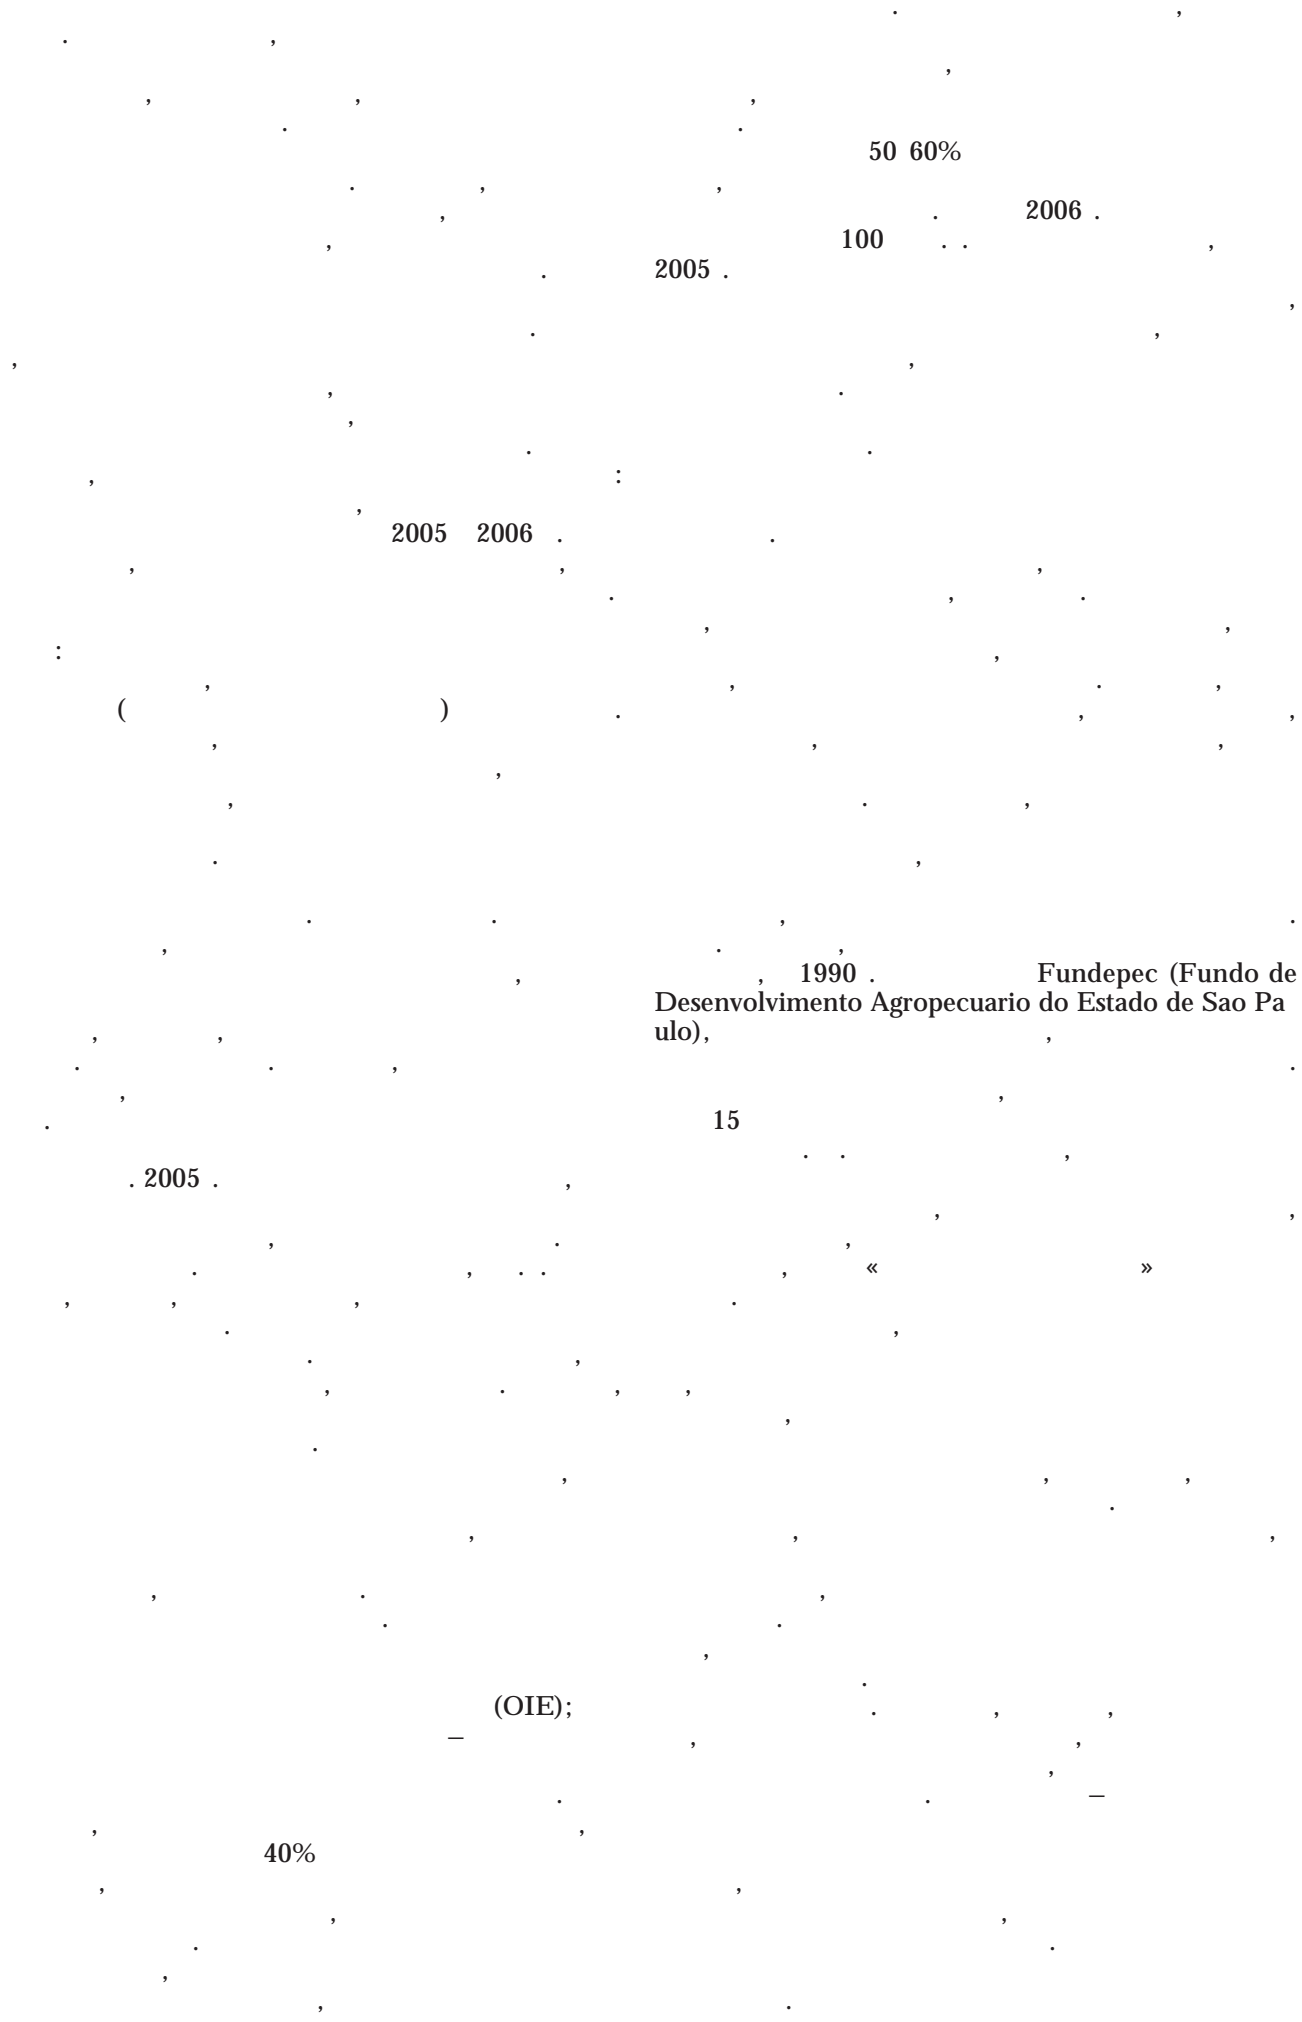 2005 2006 .
( ) .
. 2005 . ,
(OIE);
–
40%
50 60%
. 2006 .
100 . . ,
2005 .
, 1990 . Fundepec (Fundo de
Desenvolvimento Agropecuario do Estado de Sao Pa
ulo), ,
15
, « »
. –